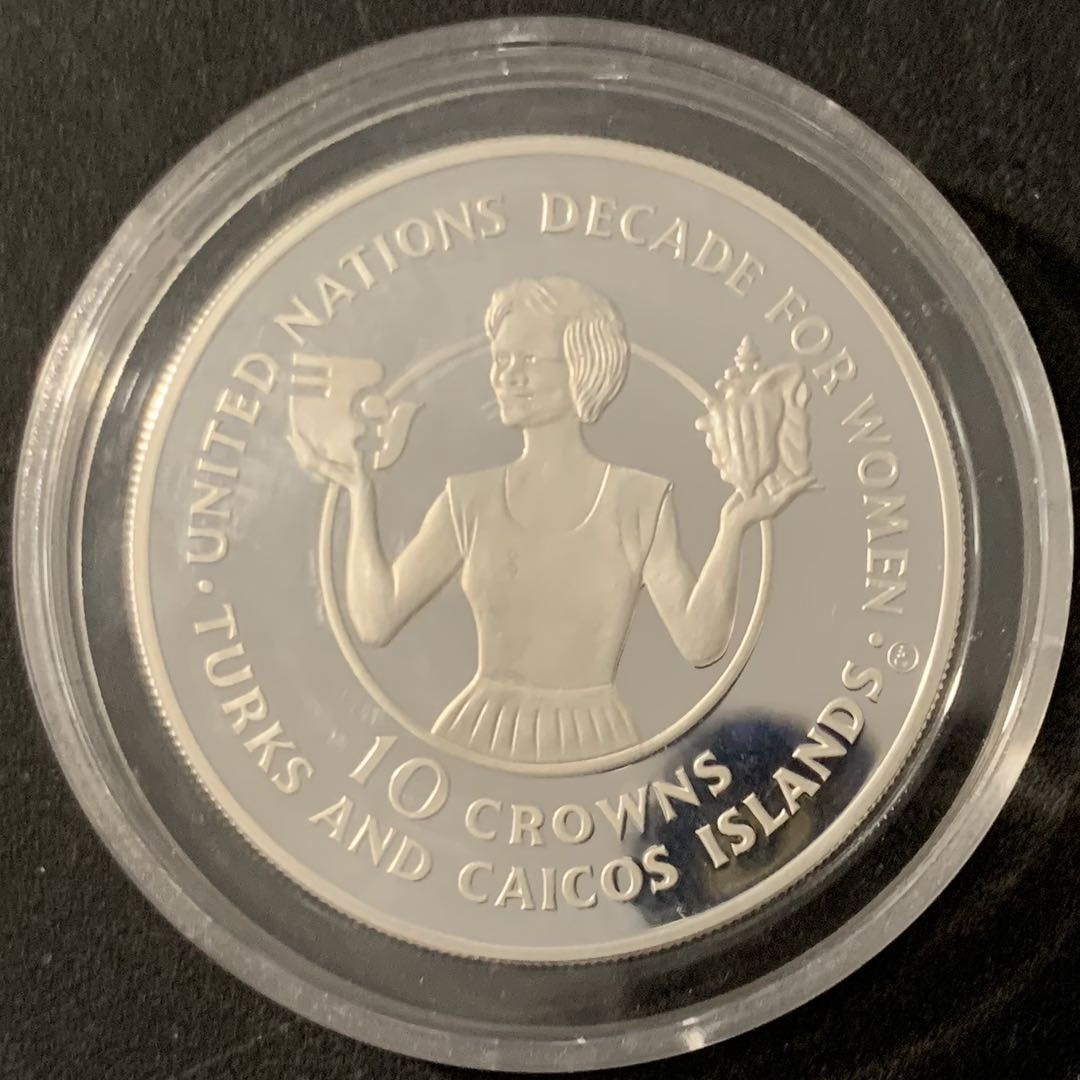 · UNITED NATIONS DECADE FOR WOMEN ·
10 CROWNS
TURKS AND CAICOS ISLANDS